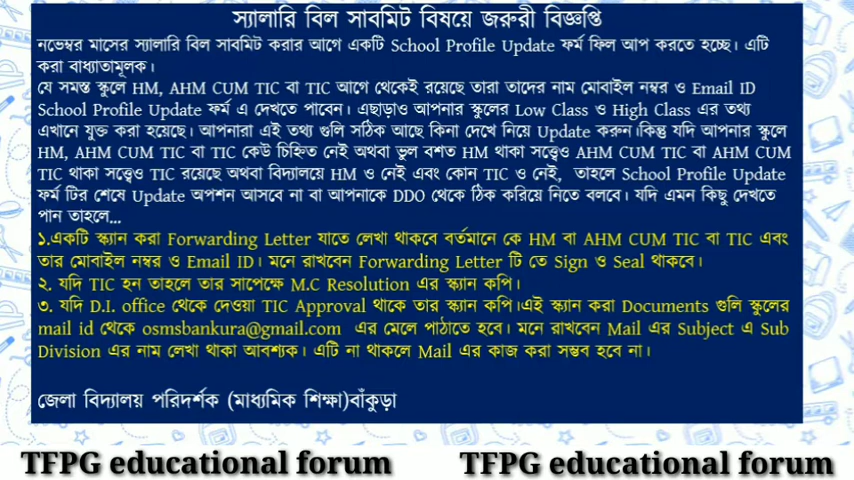 স্যালারি বিল সাবমিট বিষয়ে জরুরী বিজ্ঞপ্তি
নভেম্বর মাসের স্যালারি বিল সাবমিট করার আগে একটি School Profile Update ফর্ম ফিল আপ করতে হচ্ছে। এটি
করা বাধ্যতামূলক।
যে সমস্ত স্কুলে HM, AHM CUM TIC বা TIC আগে থেকেই রয়েছে তারা তাদের নাম মোবাইল নম্বর ও Email ID
School Profile Update ফর্ম এ দেখতে পাবেন। এছাড়াও আপনার স্কুলের Low Class ও High Class এর তথ্য
এখানে যুক্ত করা হয়েছে। আপনারা এই তথ্য গুলি সঠিক আছে কিনা দেখে নিয়ে Update করুন।কিন্তু যদি আপনার স্কুলে
HM, AHM CUM TIC বা TIC কেউ চিহ্নিত নেই অথবা ভুল বশত HM থাকা সত্ত্বেও AHM CUM TIC বা AHM CUM
TIC থাকা সত্ত্বেও TIC রয়েছে অথবা বিদ্যালয়ে HM ও নেই এবং কোন TIC ও নেই, তাহলে School Profile Update
ফর্ম টির শেষে Update অপশন আসবে না বা আপনাকে DDO থেকে ঠিক করিয়ে নিতে বলবে। যদি এমন কিছু দেখতে
পান তাহলে...
১.একটি স্ক্যান করা Forwarding Letter যাতে লেখা থাকবে বর্তমানে কে HM বা AHM CUM TIC বা TIC এবং
তার মোবাইল নম্বর ও Email ID। মনে রাখবেন Forwarding Letter টি তে Sign ও Seal থাকবে।
২. যদি TIC হন তাহলে তার সাপেক্ষে M.C Resolution এর স্ক্যান কপি।
৩. যদি D.I. office থেকে দেওয়া TIC Approval থাকে তার স্ক্যান কপি।এই স্ক্যান করা Documents গুলি স্কুলের
mail id থেকে osmsbankura@gmail.com এর মেলে পাঠাতে হবে। মনে রাখবেন Mail এর Subject এ Sub
Division এর নাম লেখা থাকা আবশ্যক। এটি না থাকলে Mail এর কাজ করা সম্ভব হবে না।
জেলা বিদ্যালয় পরিদর্শক (মাধ্যমিক শিক্ষা)বাঁকুড়া
TFPG educational forum TFPG educational forum